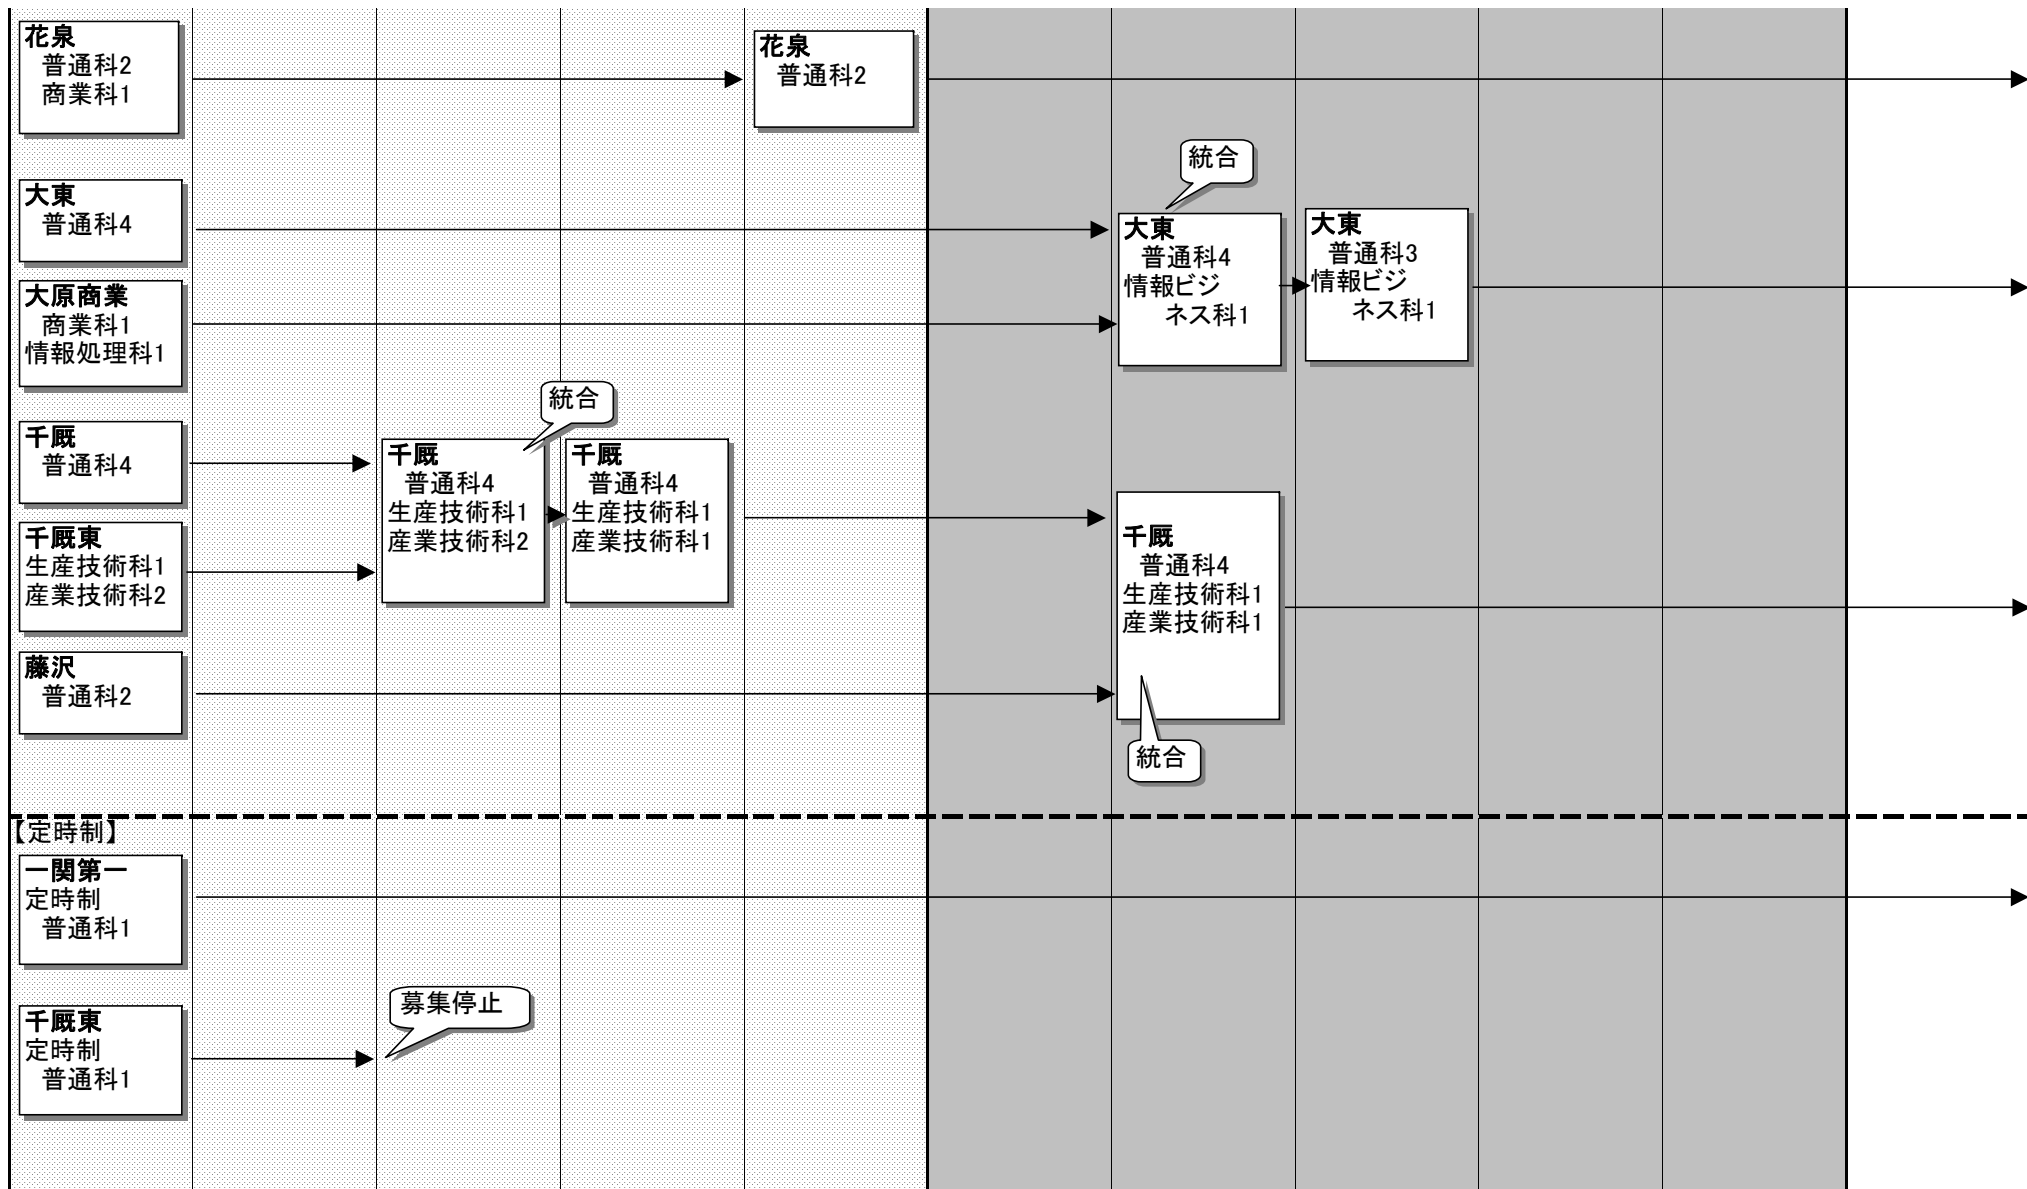 花泉
普通科2
商業科1
花泉
普通科2
大東
普通科4
大原商業
商業科1
情報処理科1
統合
大東
普通科4
情報ビジ
ネス科1
大東
普通科3
情報ビジ
ネス科1
千厩
普通科4
千厩東
生産技術科1
産業技術科2
統合
千厩
普通科4
生産技術科1
産業技術科2
千厩
普通科4
生産技術科1
産業技術科1
藤沢
普通科2
千厩
普通科4
生産技術科1
産業技術科1
統合
【定時制】
一関第一
定時制
普通科1
千厩東
定時制
普通科1
募集停止